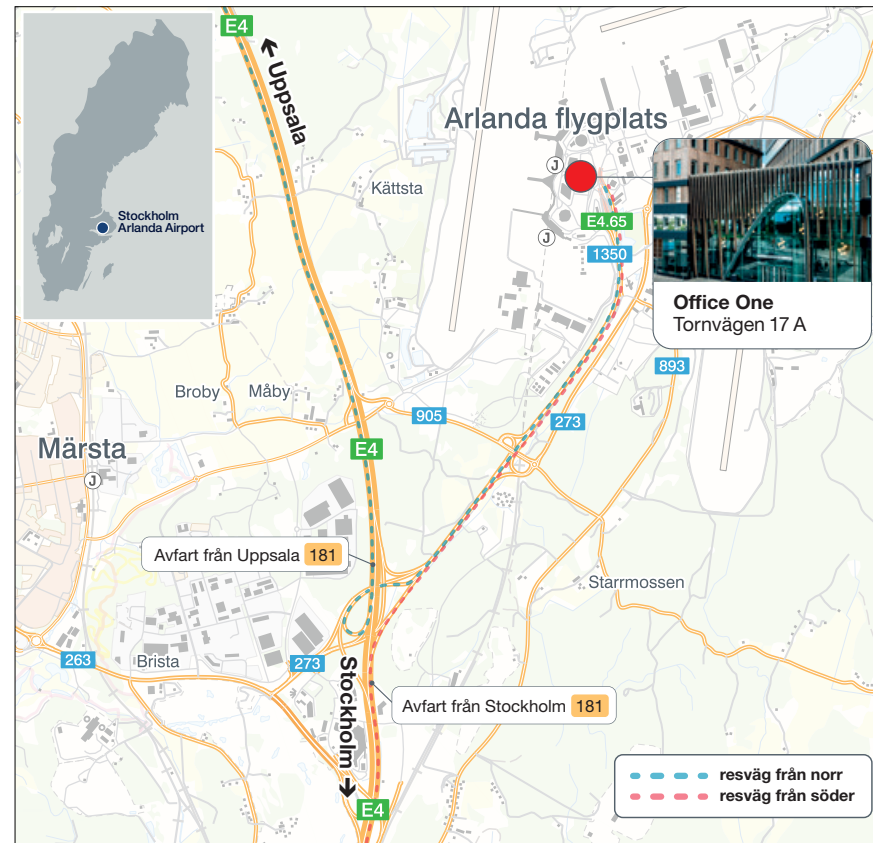 E4
Uppsala
Stockholm
Arlanda Airport
Arlanda flygplats
J
Kättsta
E4.65
J
1350
Office One
Tornvägen 17 A
893
Broby
Måby
905
273
E4
Märsta
J
Avfart från Uppsala 181
Starrmossen
263
Brista
273
Stockholm
Avfart från Stockholm 181
E4
resväg från norr
resväg från söder